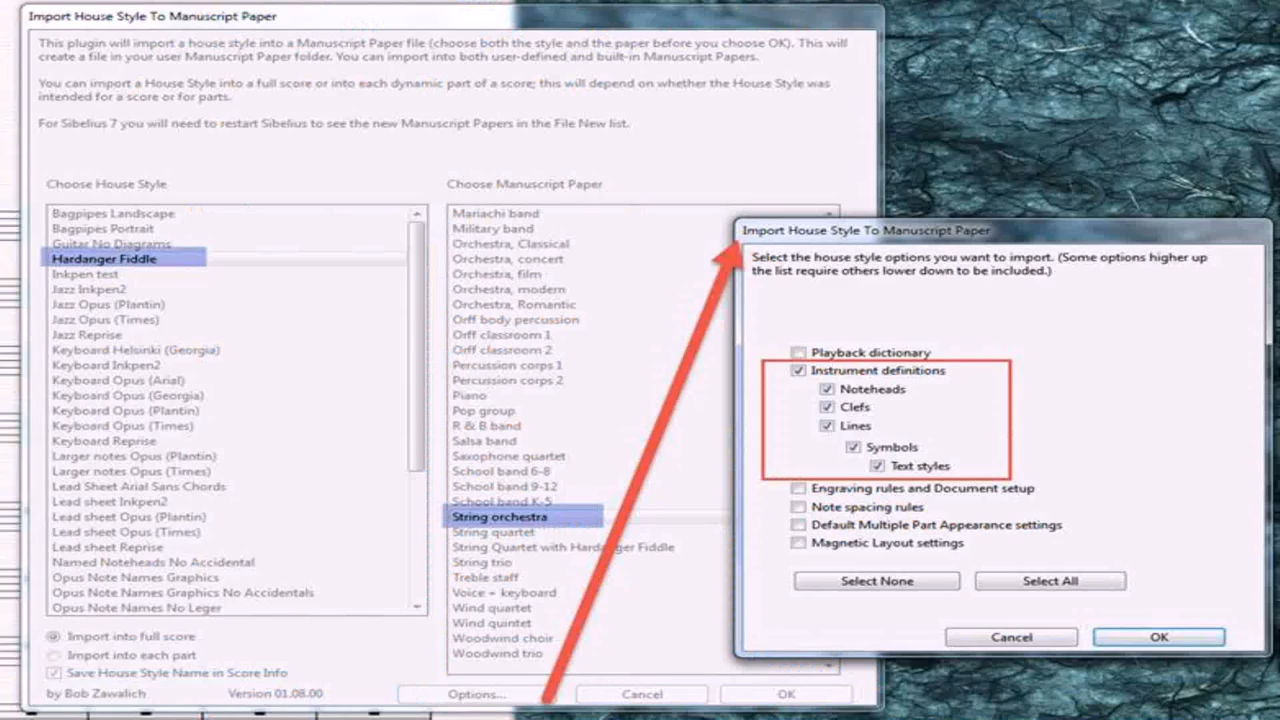 Import House Style To Manuscript Paper
This plugin will import a house style into a Manuscript Paper file (choose both the style and the paper before you choose OK). This will
create a file in your user Manuscript Paper folder. You can import into both user-defined and built-in Manuscript Papers.
You can import a House Style into a full score or into each dynamic part of a score; this will depend on whether the House Style was
intended for a score or for parts.
For Sibelius 7 you will need to restart Sibelius to see the new Manuscript Papers in the File New list.
Choose House Style
Bagpipes Landscape
Bagpipes Portrait
Guitar No Diagrams
Hardanger Fiddle
Inkpen test
Jazz Inkpen2
Jazz Opus (Plantin)
Jazz Opus (Times)
Jazz Reprise
Keyboard Helsinki (Georgia)
Keyboard Inkpen2
Keyboard Opus (Arial)
Keyboard Opus (Georgia)
Keyboard Opus (Plantin)
Keyboard Opus (Times)
Keyboard Reprise
Larger notes Opus (Plantin)
Larger notes Opus (Times)
Lead sheet Arial Sans Chords
Lead sheet Inkpen2
Lead sheet Opus (Plantin)
Lead sheet Opus (Times)
Lead sheet Reprise
Named Noteheads No Accidental
Opus Note Names Graphics
Opus Note Names Graphics No Accidentals
Opus Note Names No Leger
Choose Manuscript Paper
Mariachi band
Military band
Orchestra, Classical
Orchestra, concert
Orchestra, film
Orchestra, modern
Orchestra, Romantic
Orff body percussion
Orff classroom 1
Orff classroom 2
Percussion corps 1
Percussion corps 2
Piano
Pop group
R & B band
Salsa band
Saxophone quartet
School band 6-8
School band 9-12
School band K-5
String orchestra
String quartet
String Quartet with Hardanger Fiddle
String trio
Treble staff
Voice + keyboard
Wind quartet
Wind quintet
Woodwind choir
Woodwind trio
Import into full score
Import into each part
Save House Style Name in Score Info
by Bob Zawalich Version 01.08.00 Options... Cancel OK
Import House Style To Manuscript Paper
Select the house style options you want to import. (Some options higher up
the list require others lower down to be included.)
Playback dictionary
Instrument definitions
Noteheads
Clefs
Lines
Symbols
Text styles
Engraving rules and Document setup
Note spacing rules
Default Multiple Part Appearance settings
Magnetic Layout settings
Select None Select All
Cancel OK